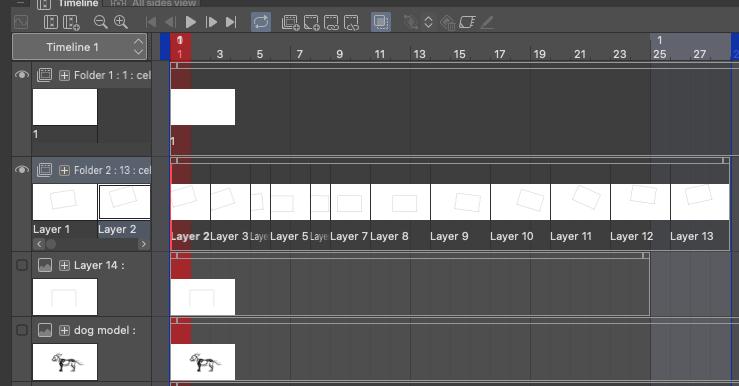 Timeline All sides view
Timeline 1
1 1
1 3 5 7 9 11 13 15 17 19 21 23 25 27
Folder 1 : 1 : cel
1 1
Folder 2 : 13 : cel
Layer 1 Layer 2
Layer 2 Layer 3 Laye Layer 5 Laye Layer 7 Layer 8 Layer 9 Layer 10 Layer 11 Layer 12 Layer 13
Layer 14 :
dog model :